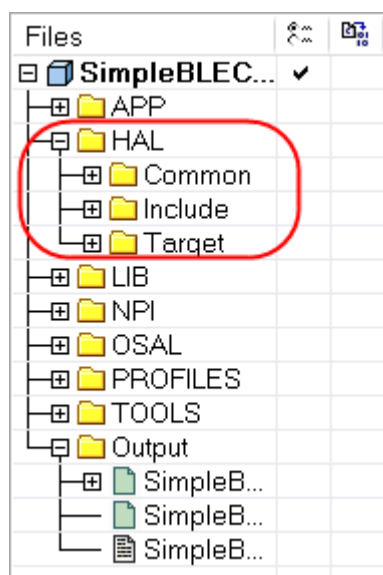 Files
SimpleBLEC...
APP
HAL
Common
Include
Target
LIB
NPI
OSAL
PROFILES
TOOLS
Output
SimpleB...
SimpleB...
SimpleB...